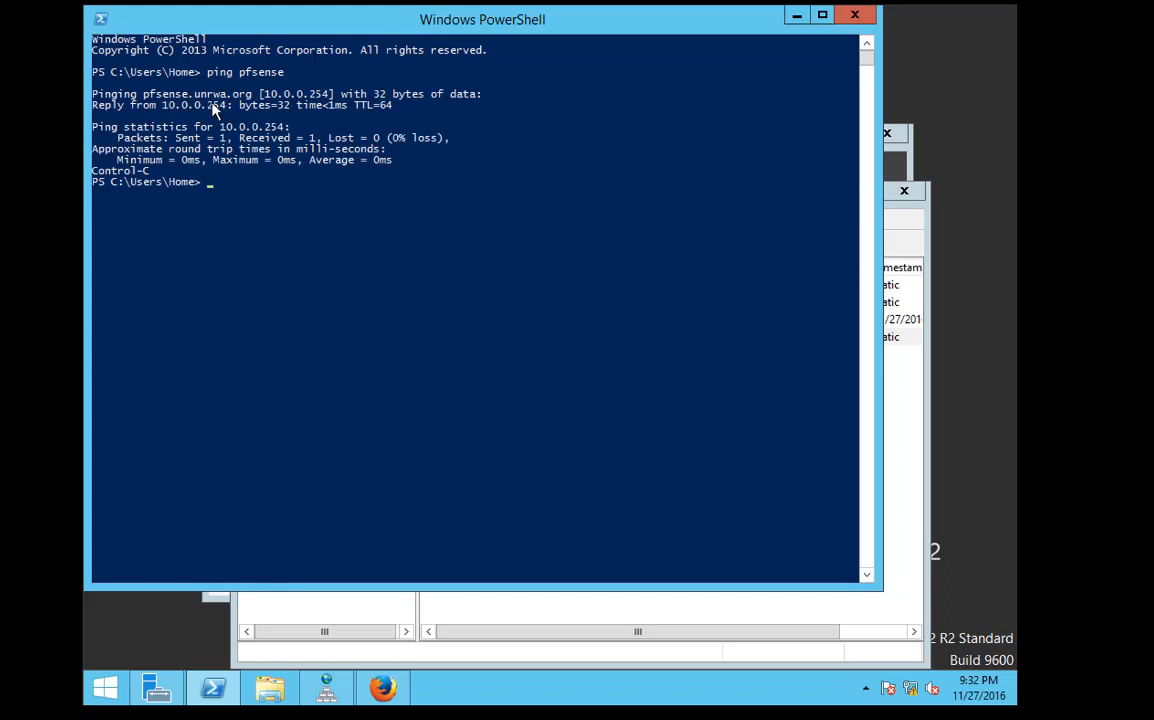 Windows PowerShell
Windows PowerShell
Copyright (C) 2013 Microsoft Corporation. All rights reserved.
PS C:\Users\Home> ping pfsense
Pinging pfsense.unrwa.org [10.0.0.254] with 32 bytes of data:
Reply from 10.0.0.254: bytes=32 time<1ms TTL=64
Ping statistics for 10.0.0.254:
Packets: Sent = 1, Received = 1, Lost = 0 (0% loss),
Approximate round trip times in milli-seconds:
Minimum = 0ms, Maximum = 0ms, Average = 0ms
Control-C
PS C:\Users\Home> _
mestam
atic
atic
/27/201
atic
2
2 R2 Standard
Build 9600
9:32 PM
11/27/2016